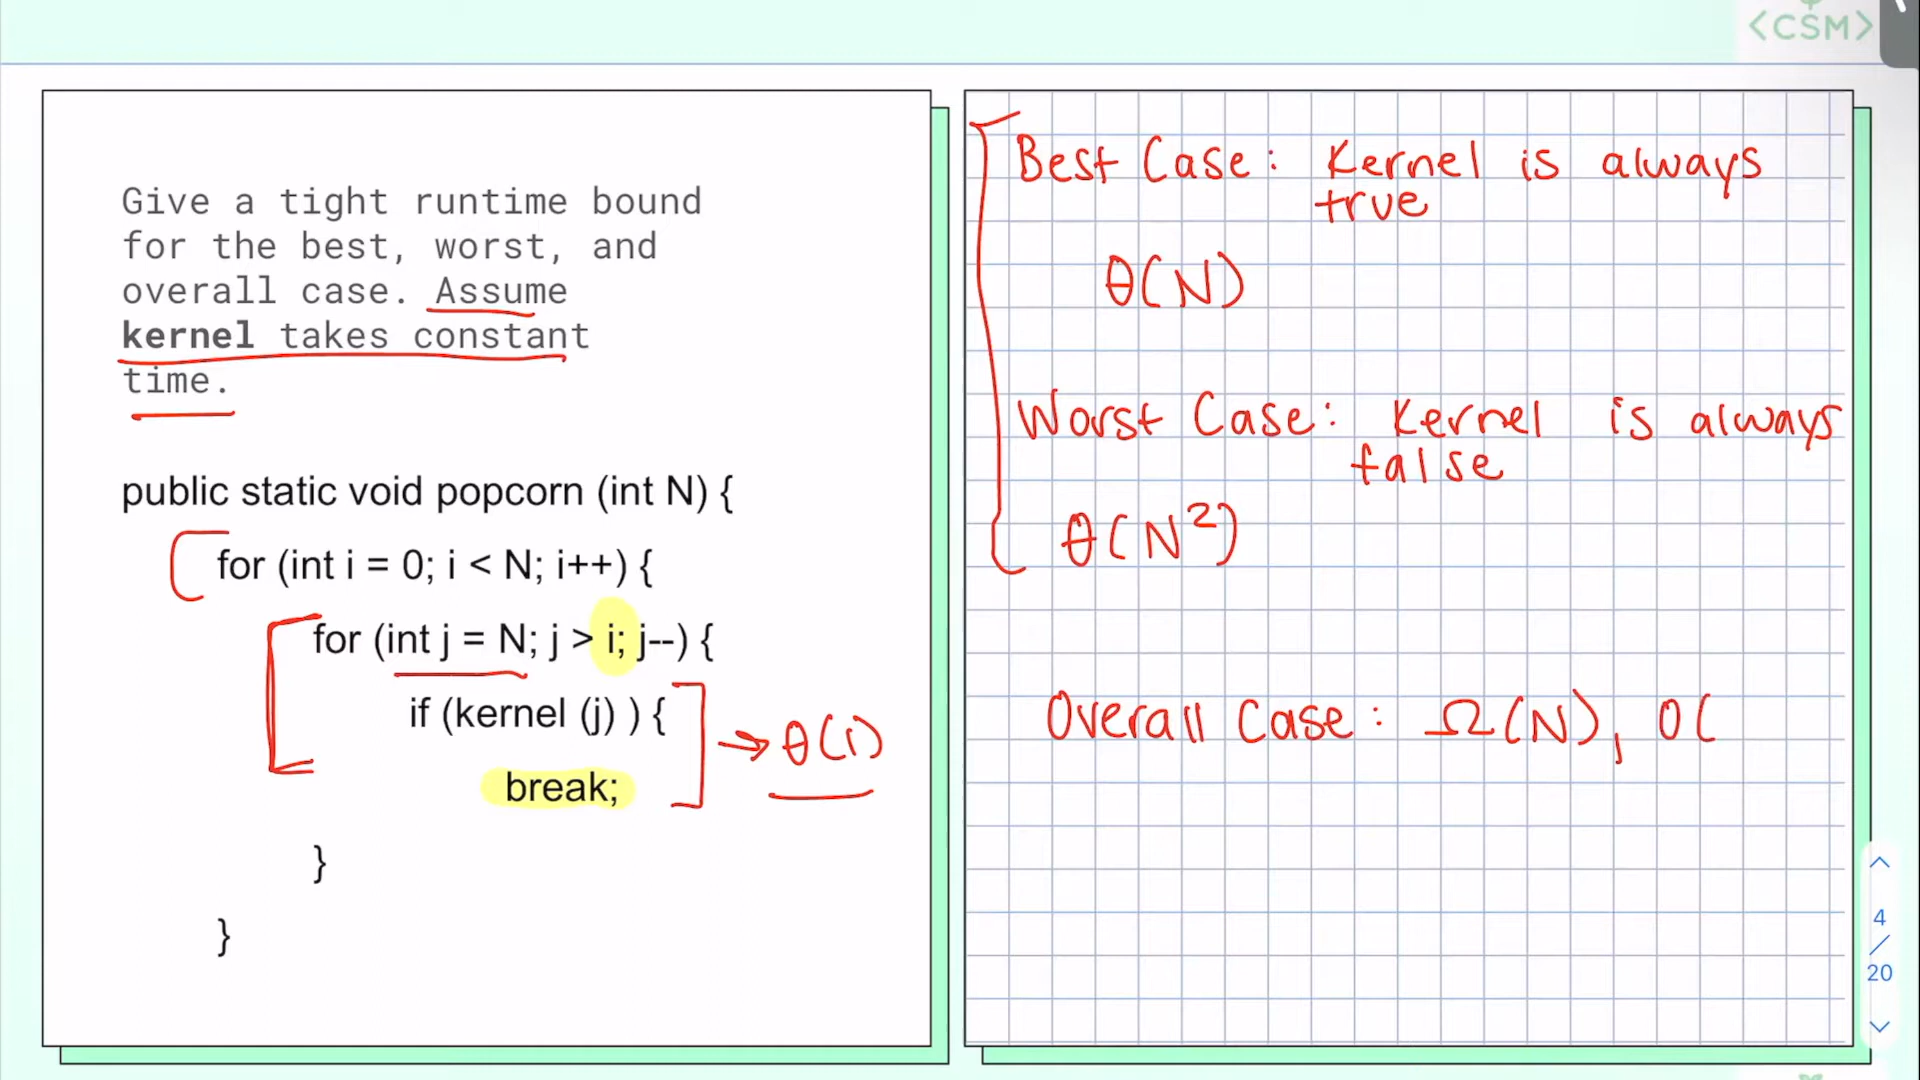 <CSM>
Give a tight runtime bound
for the best, worst, and
overall case. Assume
kernel takes constant
time.
public static void popcorn (int N) {
for (int i = 0; i < N; i++) {
for (int j = N; j > i; j--) {
if (kernel (j) ) {
break;
}
}
→ θ(1)
Best Case: Kernel is always
true
θ(N)
Worst Case: Kernel is always
false
θ(N²)
Overall Case: Ω(N), O(
4
/
20